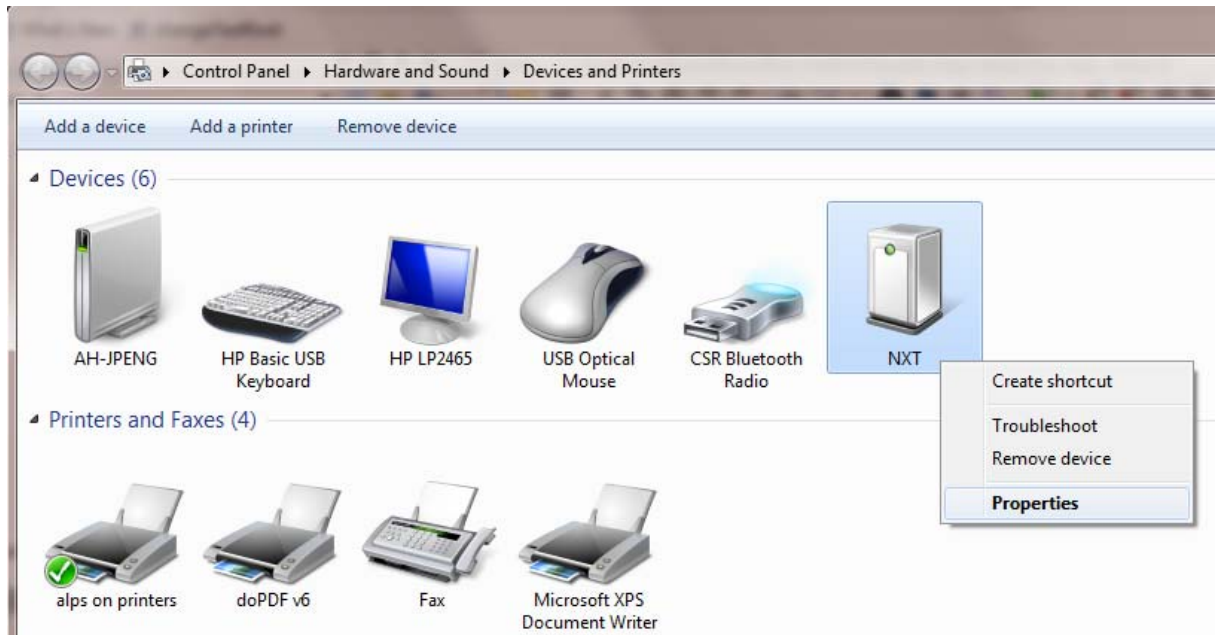 Control Panel ▸ Hardware and Sound ▸ Devices and Printers
Add a device Add a printer Remove device
Devices (6)
AH-JPENG
HP Basic USB
Keyboard
HP LP2465
USB Optical
Mouse
CSR Bluetooth
Radio
NXT
Create shortcut
Troubleshoot
Remove device
Properties
Printers and Faxes (4)
alps on printers
doPDF v6
Fax
Microsoft XPS
Document Writer